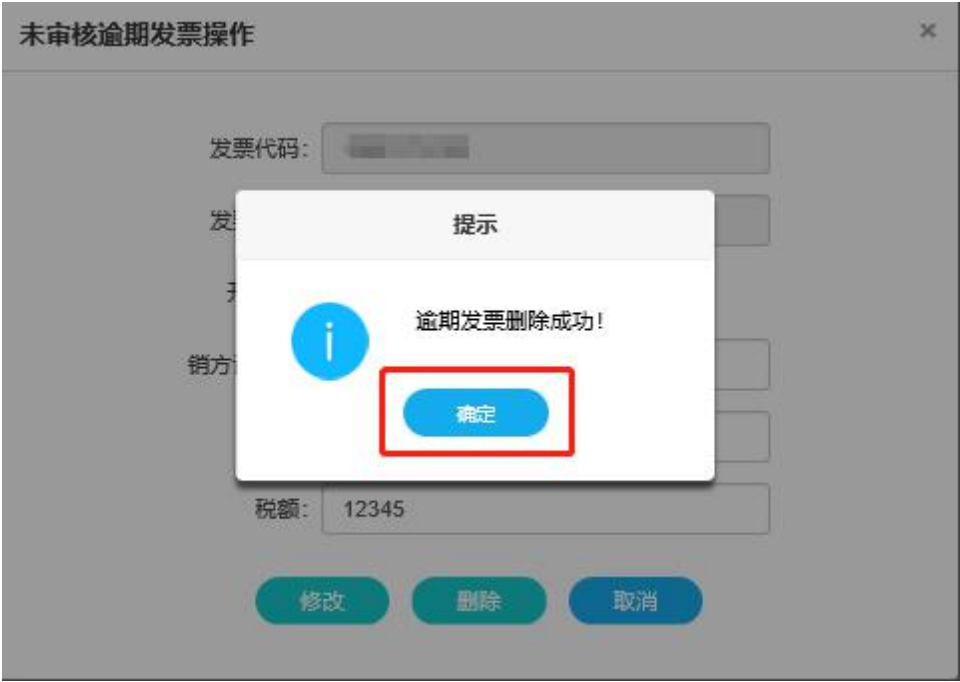 未审核逾期发票操作
×
发票代码：
发
提示
逾期发票删除成功！
销方
确定
税额： 12345
修改 删除 取消